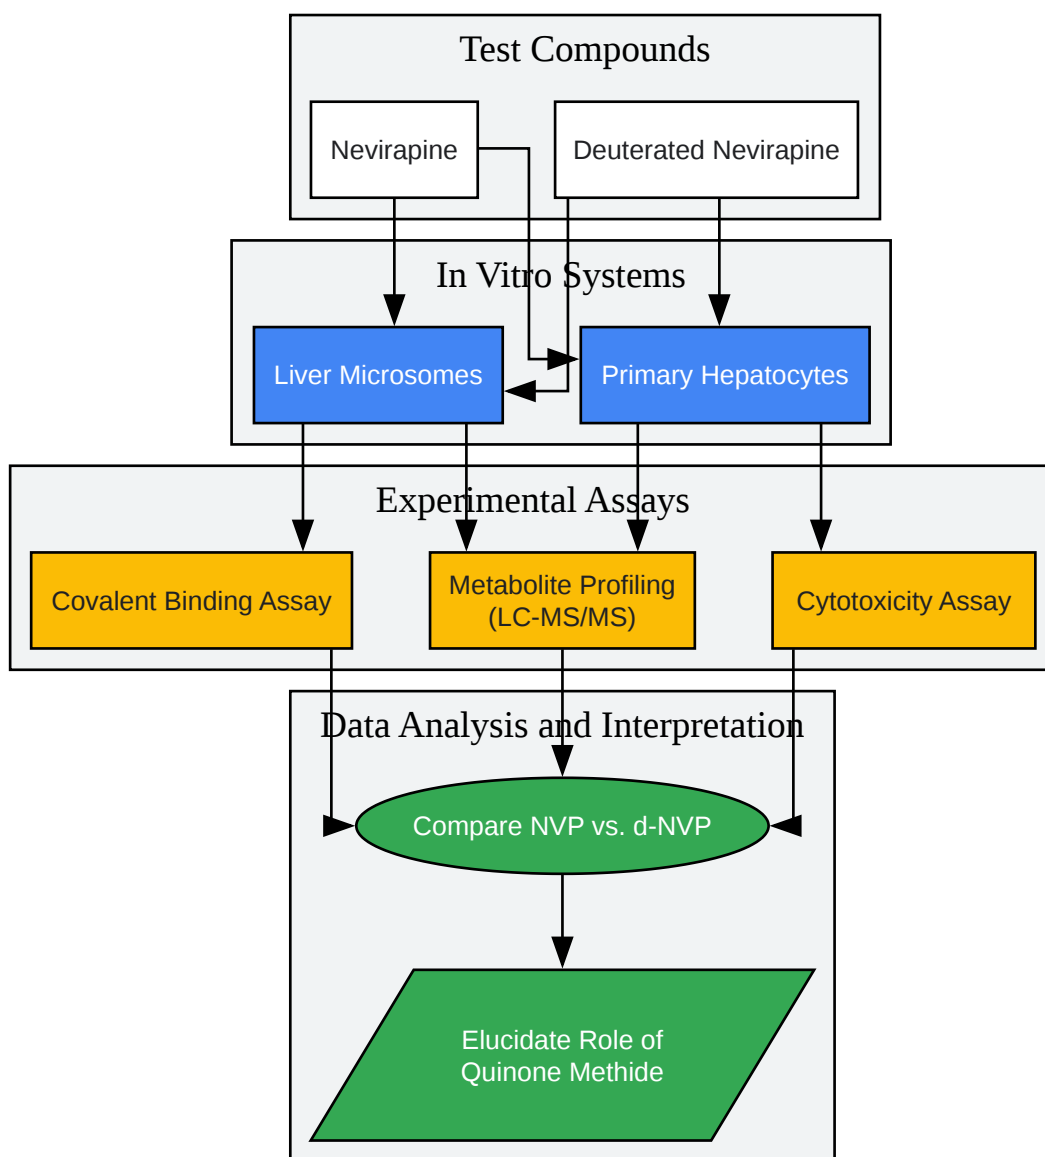 Test Compounds
Nevirapine
Deuterated Nevirapine
In Vitro Systems
Liver Microsomes
Primary Hepatocytes
Experimental Assays
Covalent Binding Assay
Metabolite Profiling
(LC-MS/MS)
Cytotoxicity Assay
Data Analysis and Interpretation
Compare NVP vs. d-NVP
Elucidate Role of
Quinone Methide